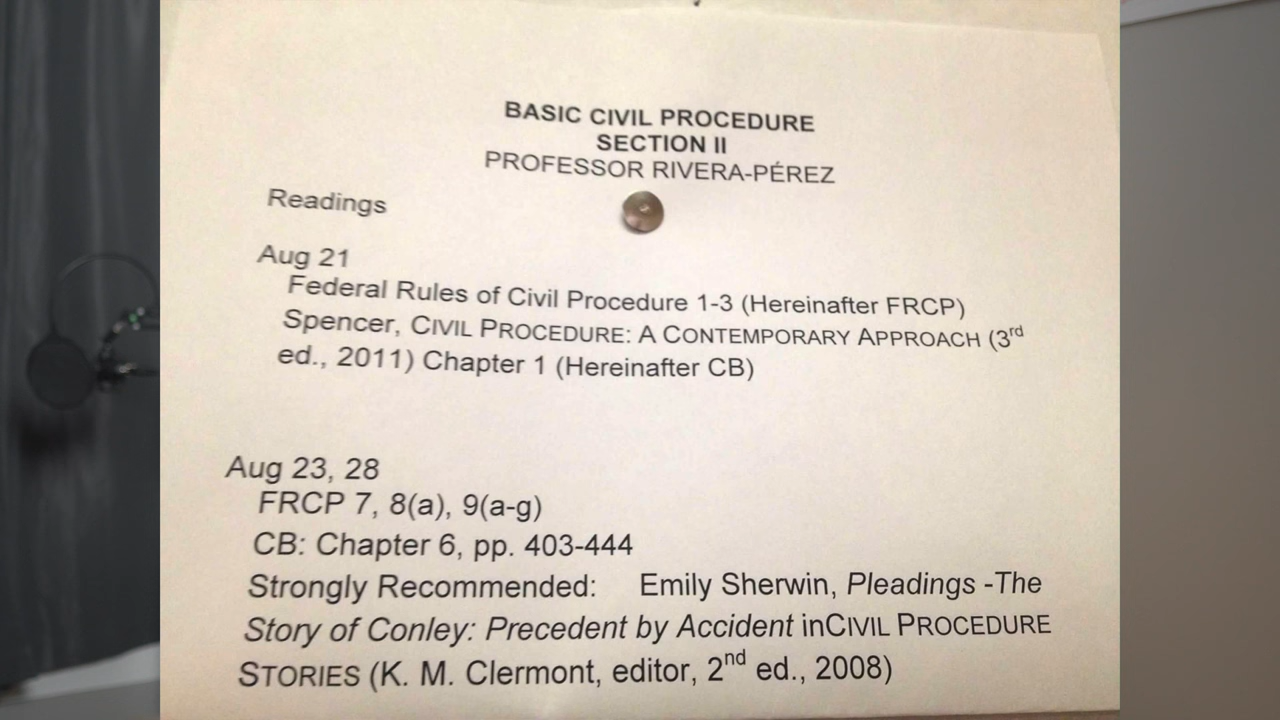 BASIC CIVIL PROCEDURE
SECTION II
PROFESSOR RIVERA-PÉREZ
Readings
Aug 21
Federal Rules of Civil Procedure 1-3 (Hereinafter FRCP)
Spencer, CIVIL PROCEDURE: A CONTEMPORARY APPROACH (3rd
ed., 2011) Chapter 1 (Hereinafter CB)
Aug 23, 28
FRCP 7, 8(a), 9(a-g)
CB: Chapter 6, pp. 403-444
Strongly Recommended: Emily Sherwin, Pleadings -The
Story of Conley: Precedent by Accident inCIVIL PROCEDURE
STORIES (K. M. Clermont, editor, 2nd ed., 2008)